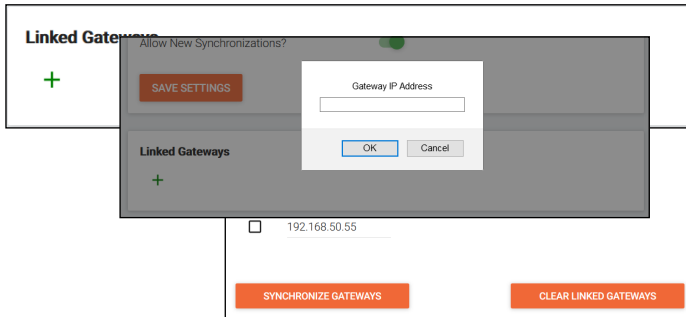 Linked Gateways
+
Allow New Synchronizations?
SAVE SETTINGS
Gateway IP Address
OK Cancel
Linked Gateways
+
192.168.50.55
SYNCHRONIZE GATEWAYS CLEAR LINKED GATEWAYS